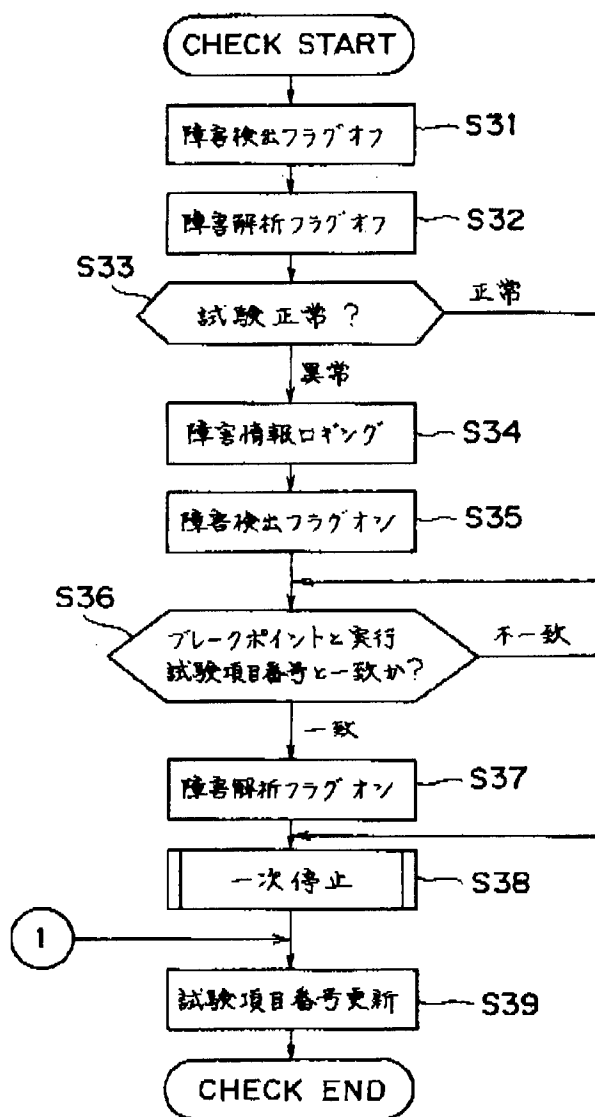 CHECK START
障害検出フラグオフ
S31
障害解析フラグオフ
S32
S33
試験正常?
正常
異常
障害情報ロギング
S34
障害検出フラグオン
S35
S36
ブレークポイントと実行
試験項目番号と一致か?
不一致
一致
障害解析フラグオン
S37
一次停止
S38
1
試験項目番号更新
S39
CHECK END